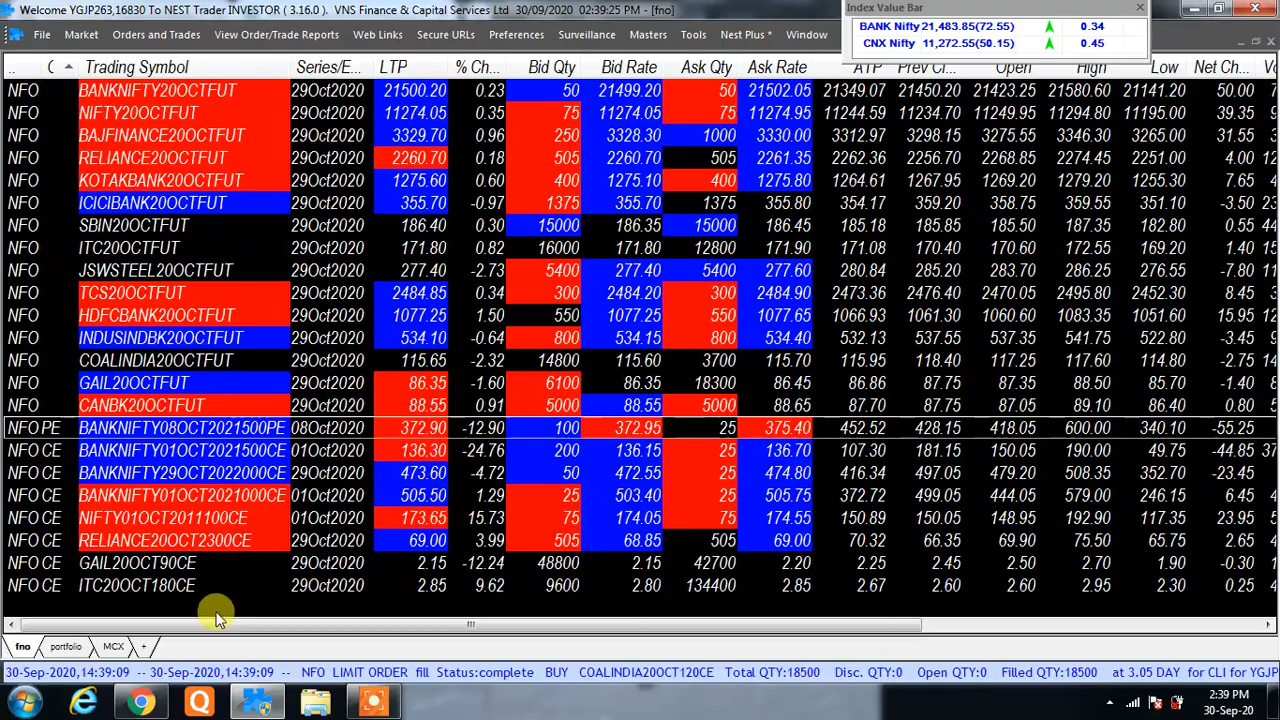 Welcome YGJP263,16830 To NEST Trader INVESTOR ( 3.16.0 ). VNS Finance & Capital Services Ltd 30/09/2020 02:39:25 PM - [fno]
Index Value Bar
BANK Nifty 21,483.85(72.55) 0.34
CNX Nifty 11,272.55(50.15) 0.45
File Market Orders and Trades View Order/Trade Reports Web Links Secure URLs Preferences Surveillance Masters Tools Nest Plus Window
.. ( Trading Symbol Series/E... LTP % Ch... Bid Qty Bid Rate Ask Qty Ask Rate ATP Prev Cl... Open High Low Net Ch... Vo
NFO BANKNIFTY20OCTFUT 29Oct2020 21500.20 0.23 50 21499.20 50 21502.05 21349.07 21450.20 21423.25 21580.60 21141.20 50.00 7
NFO NIFTY20OCTFUT 29Oct2020 11274.05 0.35 75 11274.05 75 11274.95 11244.59 11234.70 11249.95 11294.80 11195.00 39.35 9
NFO BAJFINANCE20OCTFUT 29Oct2020 3329.70 0.96 250 3328.30 1000 3330.00 3312.97 3298.15 3275.55 3346.30 3265.00 31.55 3
NFO RELIANCE20OCTFUT 29Oct2020 2260.70 0.18 505 2260.70 505 2261.35 2262.36 2256.70 2268.85 2274.45 2251.00 4.00 12
NFO KOTAKBANK20OCTFUT 29Oct2020 1275.60 0.60 400 1275.10 400 1275.80 1264.61 1267.95 1269.20 1279.20 1255.30 7.65 4
NFO ICICIBANK20OCTFUT 29Oct2020 355.70 -0.97 1375 355.70 1375 355.80 354.17 359.20 358.75 359.55 351.10 -3.50 23
NFO SBIN20OCTFUT 29Oct2020 186.40 0.30 15000 186.35 15000 186.45 185.18 185.85 185.50 187.35 182.80 0.55 44
NFO ITC20OCTFUT 29Oct2020 171.80 0.82 16000 171.80 12800 171.90 171.08 170.40 170.60 172.55 169.20 1.40 15
NFO JSWSTEEL20OCTFUT 29Oct2020 277.40 -2.73 5400 277.40 5400 277.60 280.84 285.20 283.70 286.25 276.55 -7.80 11
NFO TCS20OCTFUT 29Oct2020 2484.85 0.34 300 2484.20 300 2484.90 2473.36 2476.40 2470.05 2495.80 2452.30 8.45 4
NFO HDFCBANK20OCTFUT 29Oct2020 1077.25 1.50 550 1077.25 550 1077.65 1066.93 1061.30 1060.60 1083.35 1051.60 15.95 12
NFO INDUSINDBK20OCTFUT 29Oct2020 534.10 -0.64 800 534.15 800 534.40 532.13 537.55 537.35 541.75 522.80 -3.45 9
NFO COALINDIA20OCTFUT 29Oct2020 115.65 -2.32 14800 115.60 3700 115.70 115.95 118.40 117.25 117.60 114.80 -2.75 14
NFO GAIL20OCTFUT 29Oct2020 86.35 -1.60 6100 86.35 18300 86.45 86.86 87.75 87.35 88.50 85.70 -1.40 8
NFO CANBK20OCTFUT 29Oct2020 88.55 0.91 5000 88.55 5000 88.65 87.70 87.75 88.05 89.10 86.40 0.80 5
NFO PE BANKNIFTY08OCT2021500PE 08Oct2020 372.90 -12.90 100 372.95 25 375.40 452.52 428.15 418.05 600.00 340.10 -55.25
NFO CE BANKNIFTY01OCT2021500CE 01Oct2020 136.30 -24.76 200 136.15 25 136.70 107.30 181.15 150.05 190.00 49.75 -44.85 37
NFO CE BANKNIFTY29OCT2022000CE 29Oct2020 473.60 -4.72 50 472.55 25 474.80 416.34 497.05 479.20 508.35 352.70 -23.45
NFO CE BANKNIFTY01OCT2021000CE 01Oct2020 505.50 1.29 25 503.40 25 505.75 372.72 499.05 444.05 579.00 246.15 6.45 4
NFO CE NIFTY01OCT2011100CE 01Oct2020 173.65 15.73 75 174.05 75 174.55 150.89 150.05 148.95 192.90 117.35 23.95 10
NFO CE RELIANCE20OCT2300CE 29Oct2020 69.00 3.99 505 68.85 505 69.00 70.32 66.35 69.90 75.50 65.75 2.65 1
NFO CE GAIL20OCT90CE 29Oct2020 2.15 -12.24 48800 2.15 42700 2.20 2.25 2.45 2.60 2.70 1.90 -0.30 1
NFO CE ITC20OCT180CE 29Oct2020 2.85 9.62 9600 2.80 134400 2.85 2.67 2.60 2.60 2.95 2.30 0.25 4
fno portfolio MCX +
30-Sep-2020,14:39:09 -- 30-Sep-2020,14:39:09 -- NFO LIMIT ORDER fill Status:complete BUY COALINDIA20OCT120CE Total QTY:18500 Disc. QTY:0 Open QTY:0 Filled QTY:18500 at 3.05 DAY for CLI for YGJP
2:39 PM
30-Sep-20